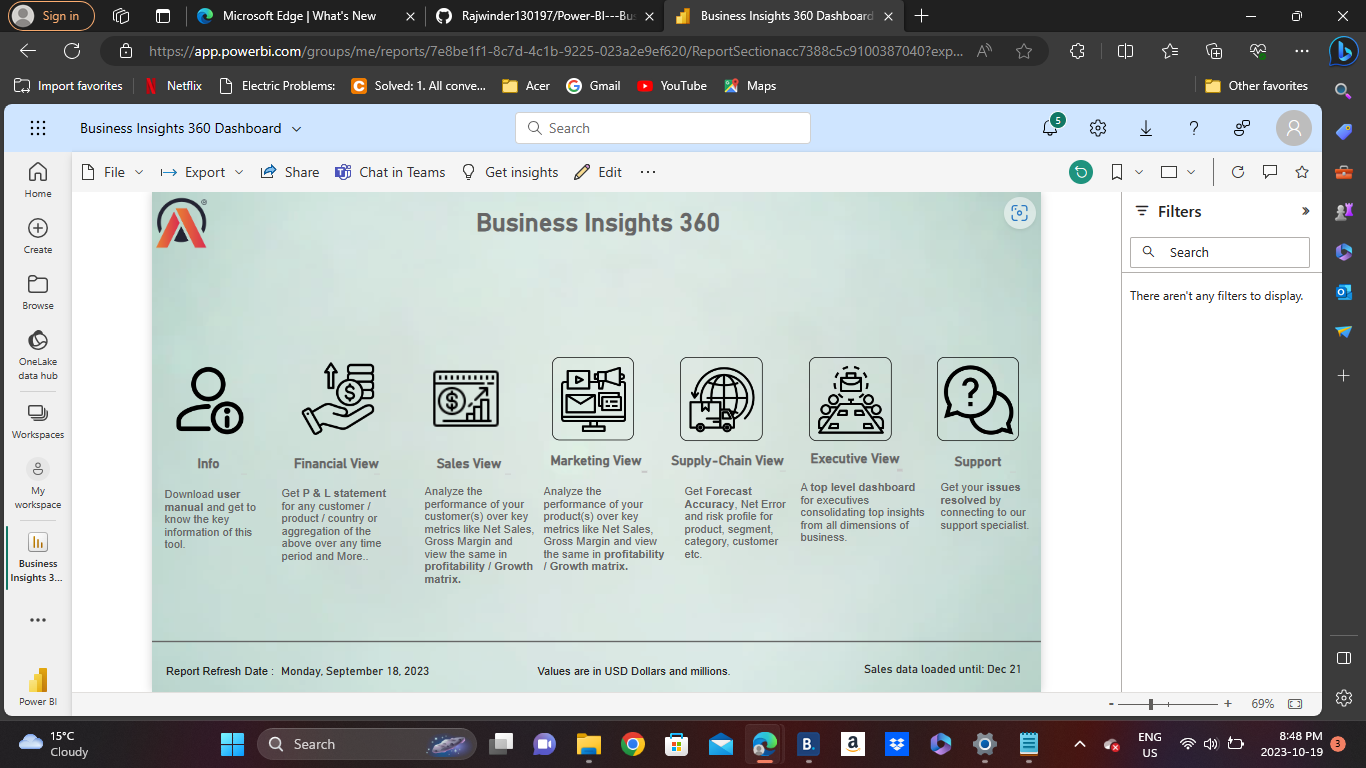 Sign in
Microsoft Edge | What's New
Rajwinder130197/Power-BI---Bus
Business Insights 360 Dashboard
https://app.powerbi.com/groups/me/reports/7e8be1f1-8c7d-4c1b-9225-023a2e9ef620/ReportSectionacc7388c5c9100387040?exp...
Import favorites
Netflix
Electric Problems:
Solved: 1. All conve...
Acer
Gmail
YouTube
Maps
Other favorites
Business Insights 360 Dashboard
Search
5
File
Export
Share
Chat in Teams
Get insights
Edit
Home
Create
Browse
OneLake
data hub
Workspaces
My
workspace
Business
Insights 3...
Power BI
Business Insights 360
Info
Download user
manual and get to
know the key
information of this
tool.
Financial View
Get P & L statement
for any customer /
product / country or
aggregation of the
above over any time
period and More..
Sales View
Analyze the
performance of your
customer(s) over key
metrics like Net Sales,
Gross Margin and
view the same in
profitability / Growth
matrix.
Marketing View
Analyze the
performance of your
product(s) over key
metrics like Net Sales,
Gross Margin and view
the same in profitability
/ Growth matrix.
Supply-Chain View
Get Forecast
Accuracy, Net Error
and risk profile for
product, segment,
category, customer
etc.
Executive View
A top level dashboard
for executives
consolidating top insights
from all dimensions of
business.
Support
Get your issues
resolved by
connecting to our
support specialist.
Report Refresh Date : Monday, September 18, 2023
Values are in USD Dollars and millions.
Sales data loaded until: Dec 21
Filters
Search
There aren't any filters to display.
- + 69%
15°C
Cloudy
Search
B.
a
ENG
US
8:48 PM
2023-10-19
3